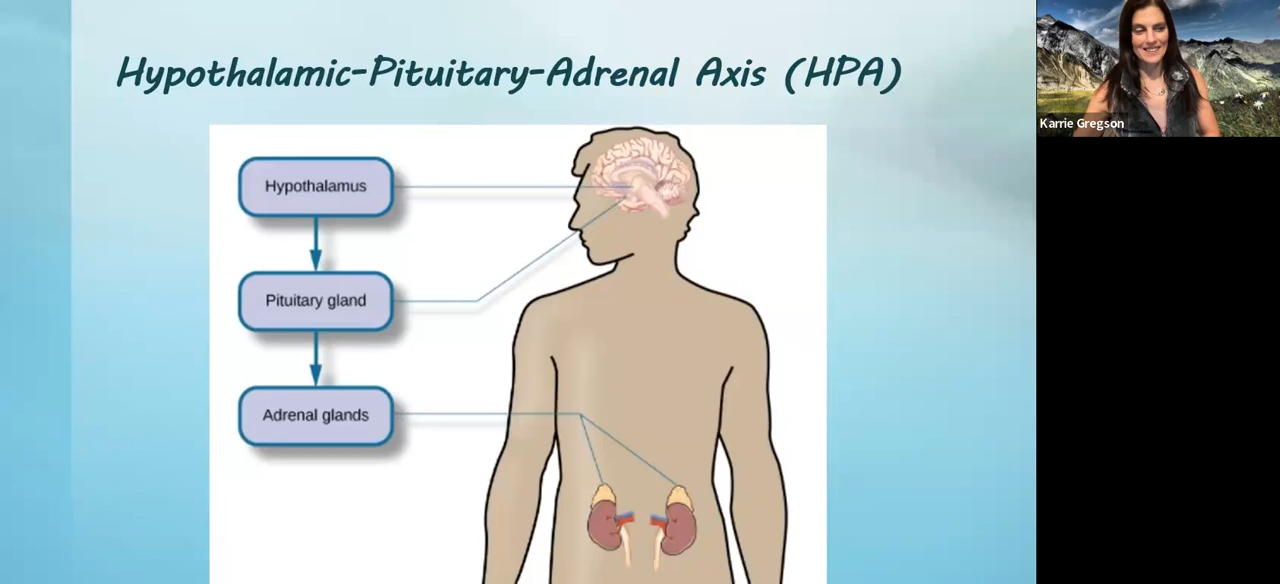 Hypothalamic-Pituitary-Adrenal Axis (HPA)
Karrie Gregson
Hypothalamus
Pituitary gland
Adrenal glands